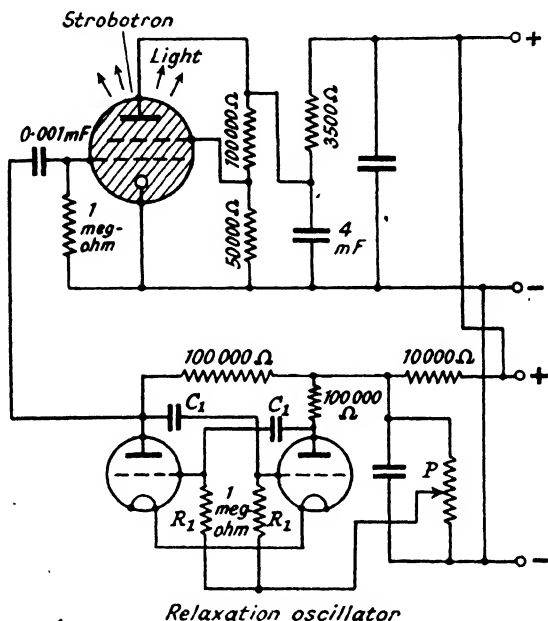 Strobotron
Light
+
0·001mF
100000Ω
3500Ω
1
meg-
ohm
50000Ω
4
mF
−
100 000 Ω
10000Ω
+
C₁
C₁
100 000
Ω
P
R₁
1
meg
ohm
R₁
−
Relaxation oscillator